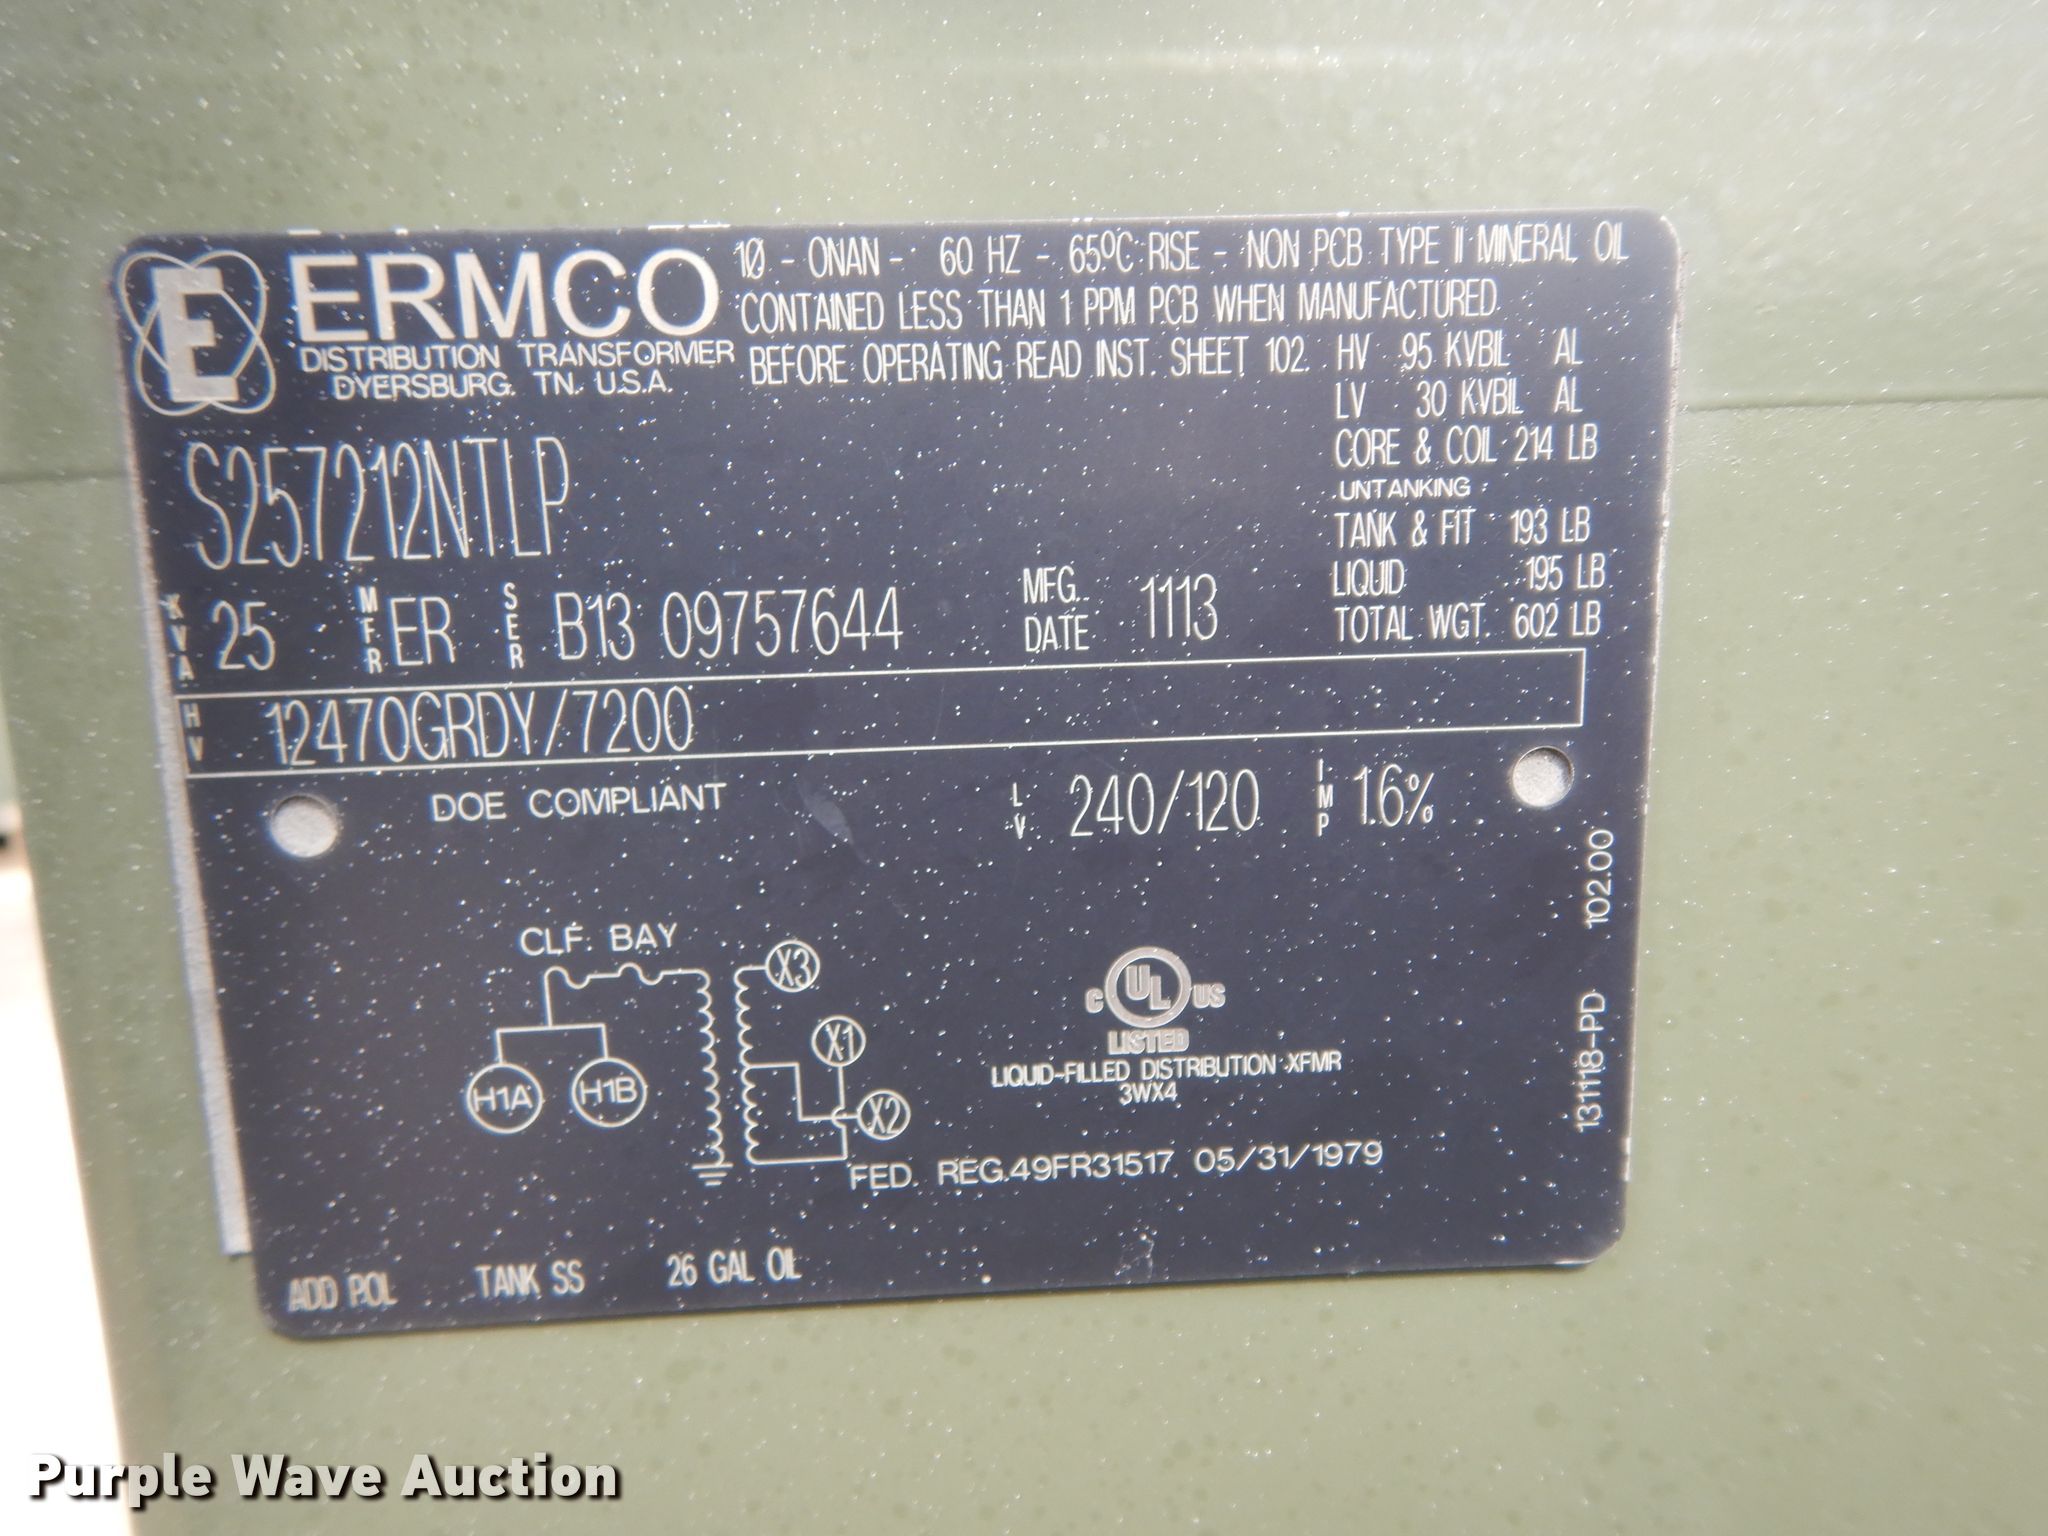 E ERMCO
DISTRIBUTION TRANSFORMER
DYERSBURG. TN. U.S.A.
1Ø - ONAN - 60 HZ - 65ºC RISE - NON PCB TYPE II MINERAL OIL
CONTAINED LESS THAN 1 PPM PCB WHEN MANUFACTURED.
BEFORE OPERATING READ INST. SHEET 102.
HV 95 KVBIL AL
LV 30 KVBIL AL
CORE & COIL 214 LB
UNTANKING
TANK & FIT 193 LB
LIQUID 195 LB
TOTAL WGT. 602 LB
S257212NTLP
KVA 25 MFR ER SER B13 09757644 MFG. DATE 1113
HV 12470GRDY/7200
DOE COMPLIANT
LV 240/120 IMP 1.6%
CLF. BAY
X3
X1
H1A H1B X2
C UL US
LISTED
LIQUID-FILLED DISTRIBUTION XFMR
3WX4
FED. REG.49FR31517 05/31/1979
131118-PD 102.00
ADD POL TANK SS 26 GAL OIL
Purple Wave Auction